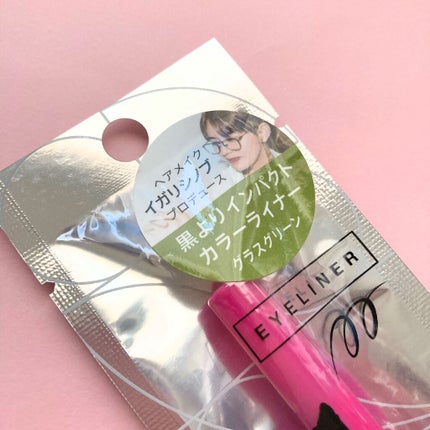 ヘアメイク
イガリシノブ
プロデュース
黒よりインパクト
カラーライナー
グラスグリーン
EYELINER